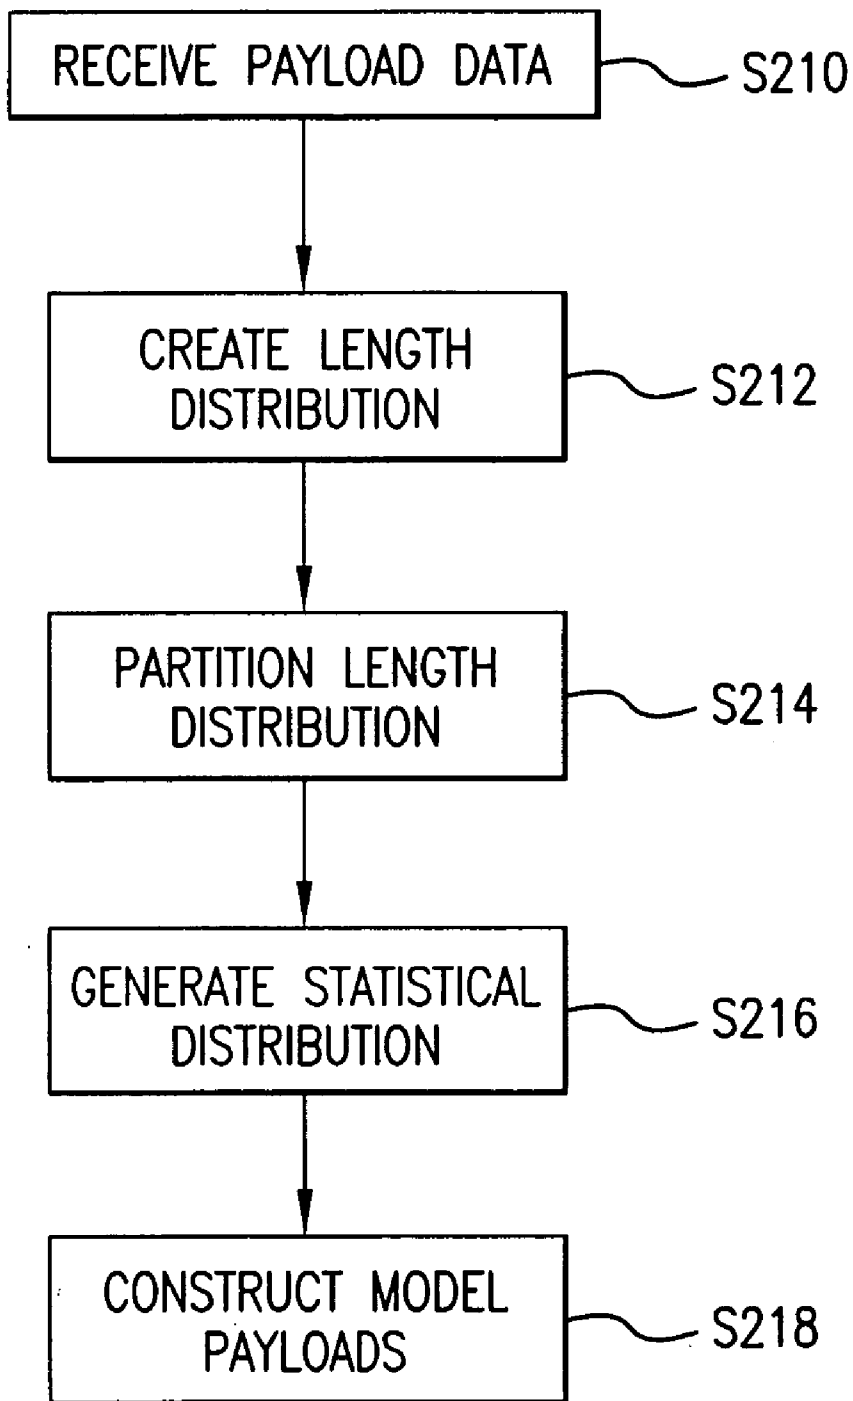 RECEIVE PAYLOAD DATA
S210
CREATE LENGTH
DISTRIBUTION
S212
PARTITION LENGTH
DISTRIBUTION
S214
GENERATE STATISTICAL
DISTRIBUTION
S216
CONSTRUCT MODEL
PAYLOADS
S218